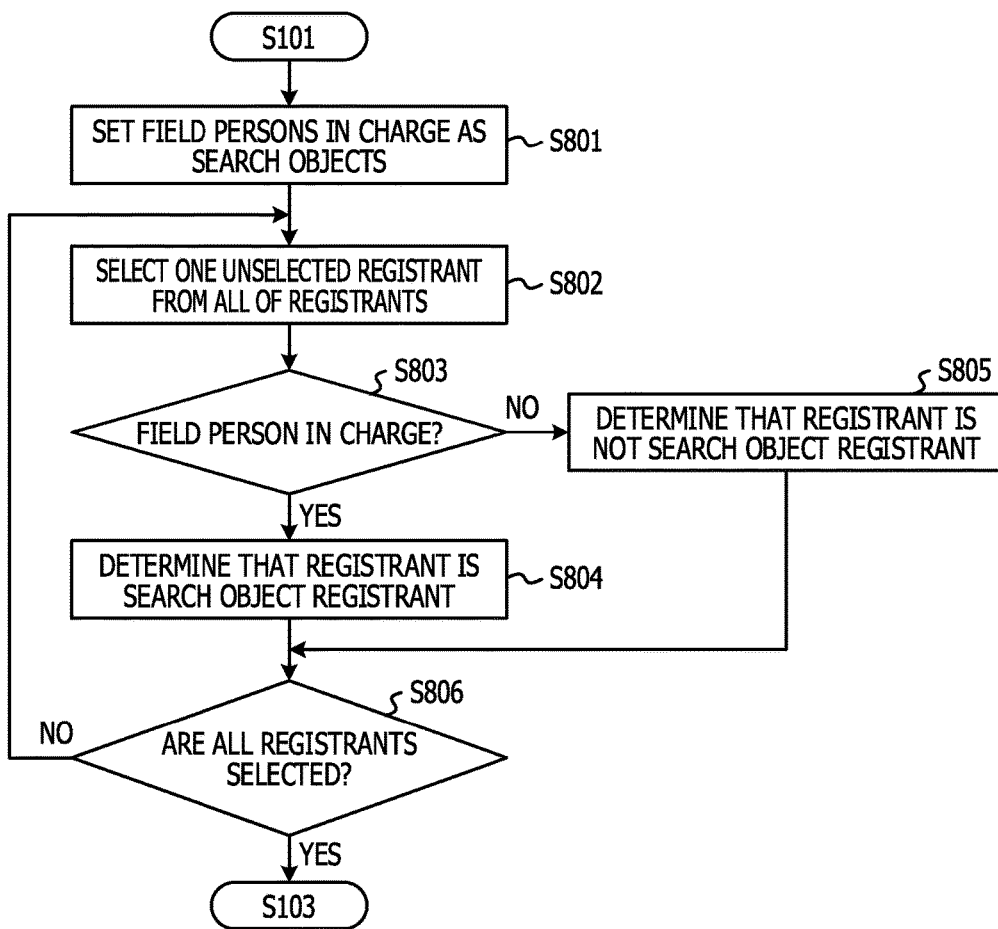 S101
SET FIELD PERSONS IN CHARGE AS
SEARCH OBJECTS
S801
SELECT ONE UNSELECTED REGISTRANT
FROM ALL OF REGISTRANTS
S802
S803
FIELD PERSON IN CHARGE?
NO
S805
DETERMINE THAT REGISTRANT IS
NOT SEARCH OBJECT REGISTRANT
YES
DETERMINE THAT REGISTRANT IS
SEARCH OBJECT REGISTRANT
S804
S806
NO
ARE ALL REGISTRANTS
SELECTED?
YES
S103